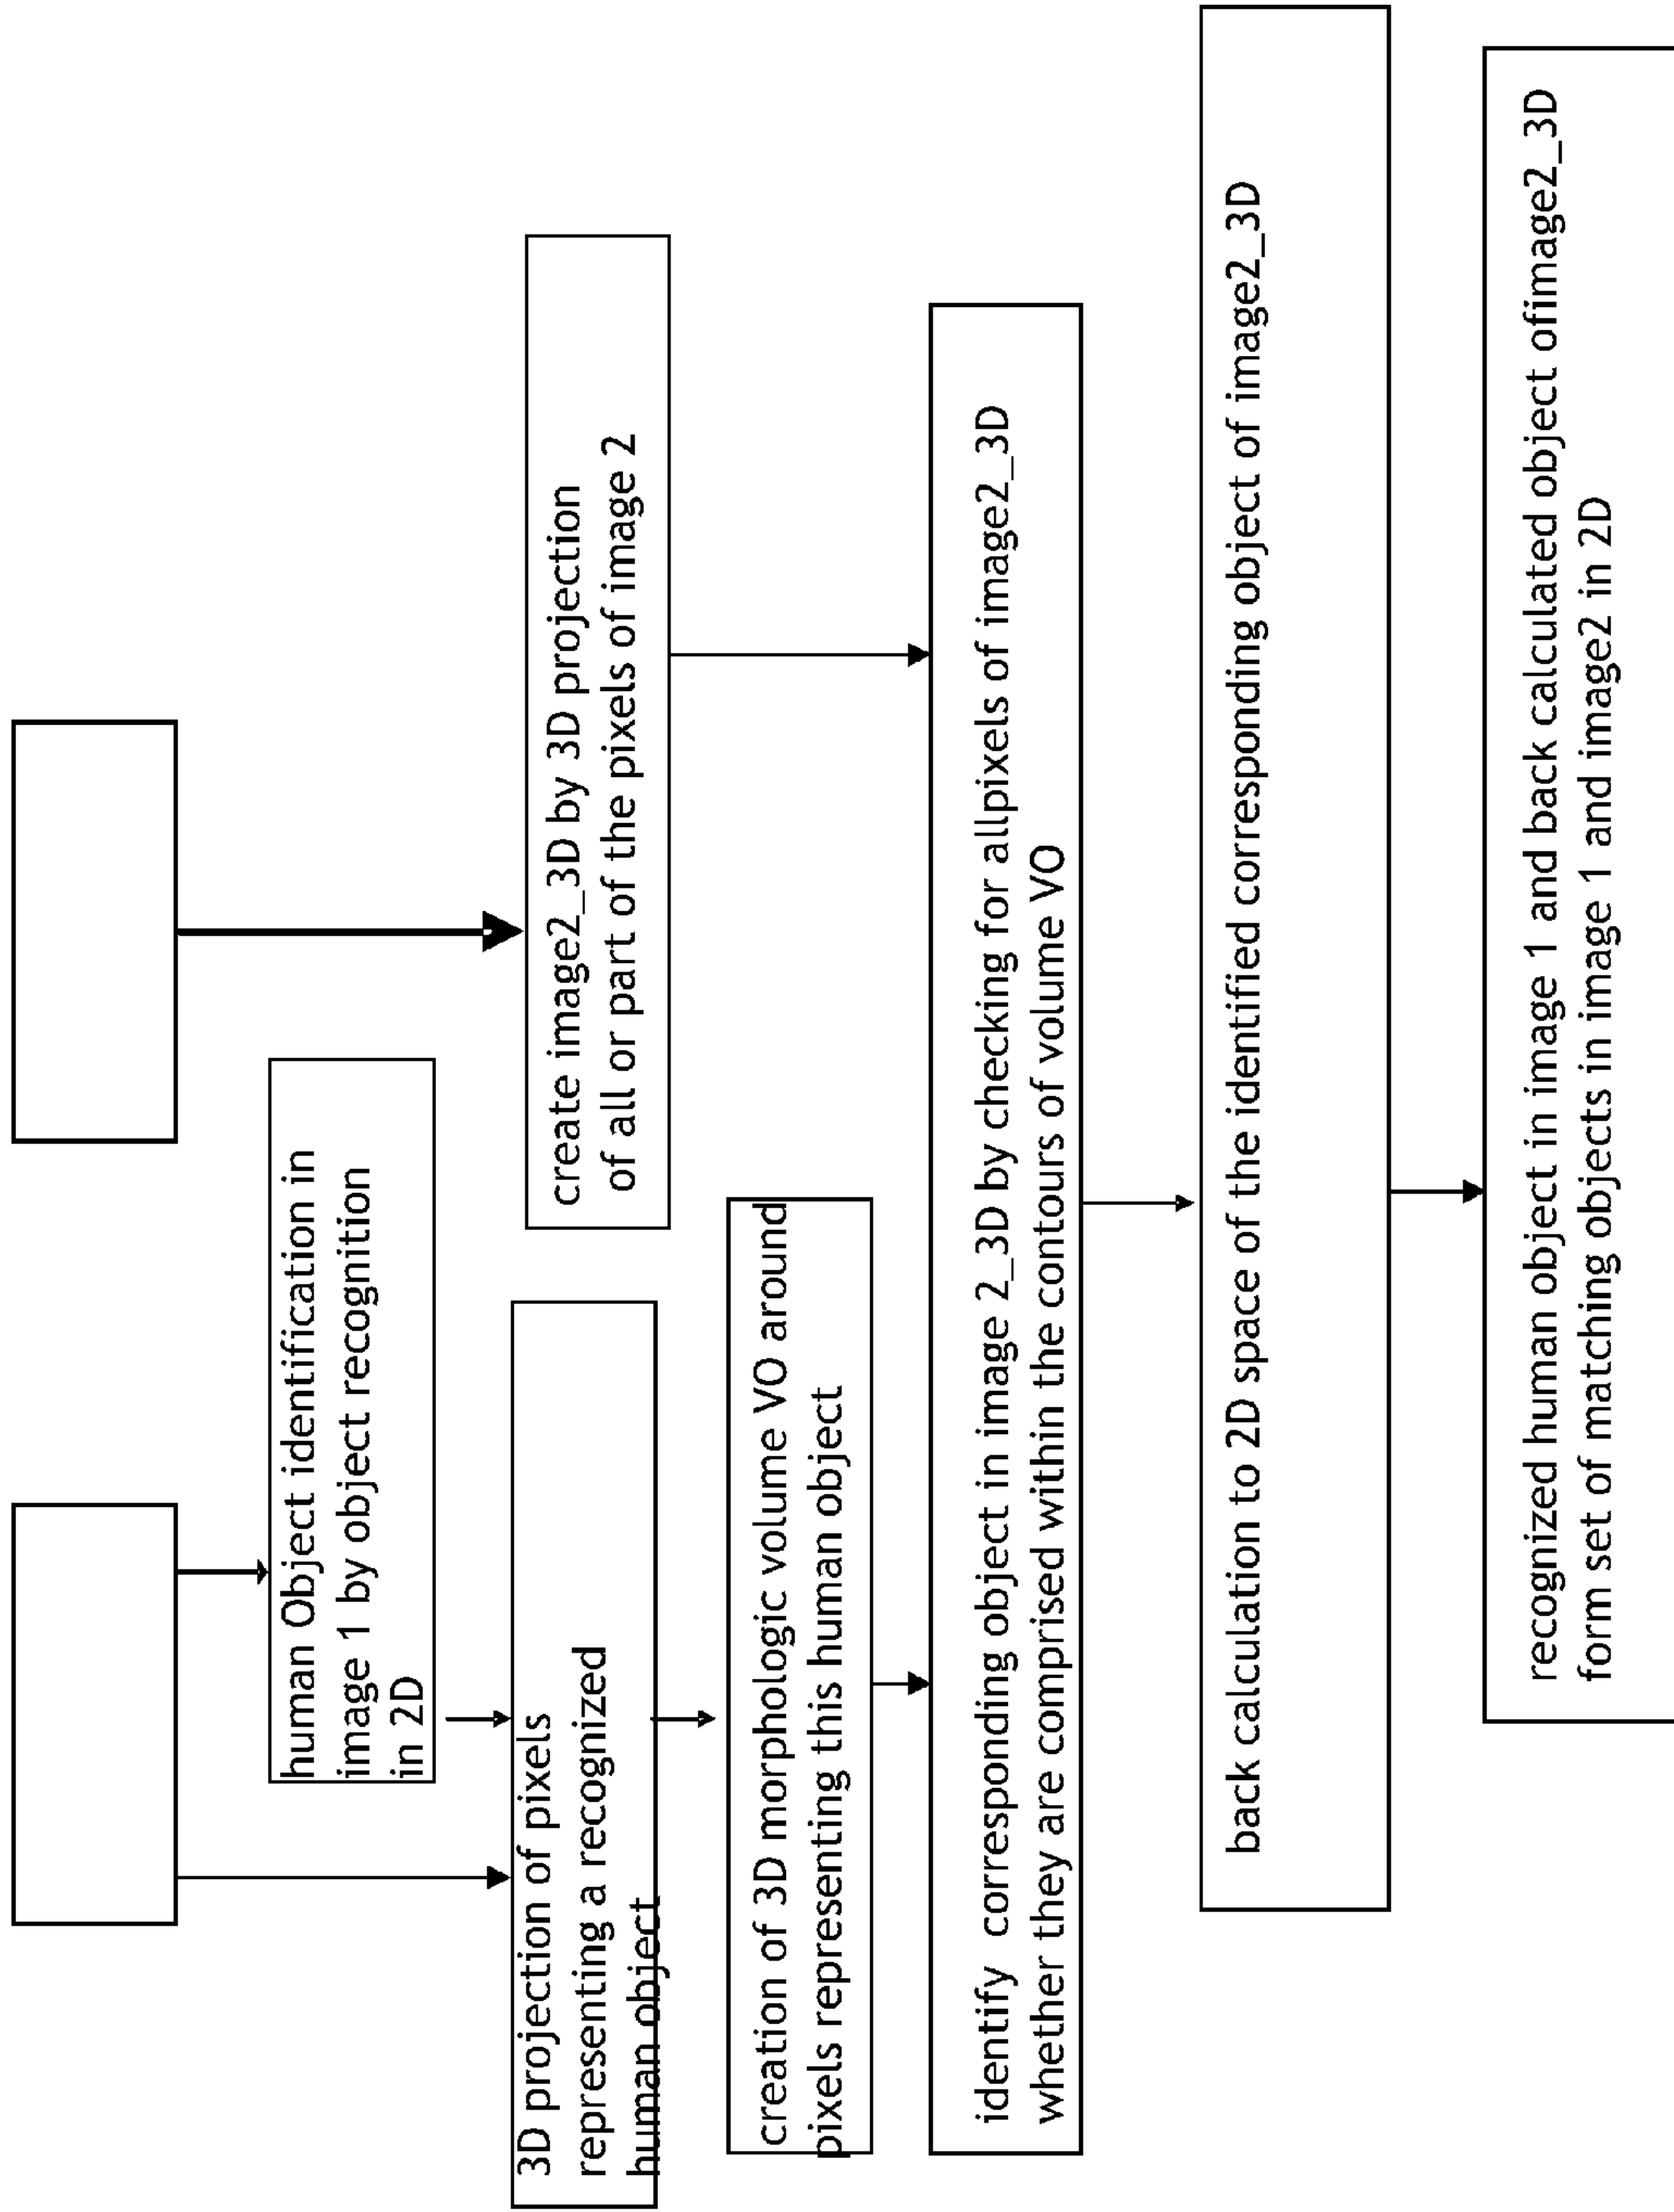 human Object identification in
image 1 by object recognition
in 2D
3D projection of pixels
representing a recognized
human object
create image2_3D by 3D projection
of all or part of the pixels of image 2
creation of 3D morphologic volume VO around
pixels representing this human object
identify corresponding object in image 2_3D by checking for allpixels of image2_3D
whether they are comprised within the contours of volume VO
back calculation to 2D space of the identified corresponding object of image2_3D
recognized human object in image 1 and back calculated object ofimage2_3D
form set of matching objects in image 1 and image2 in 2D